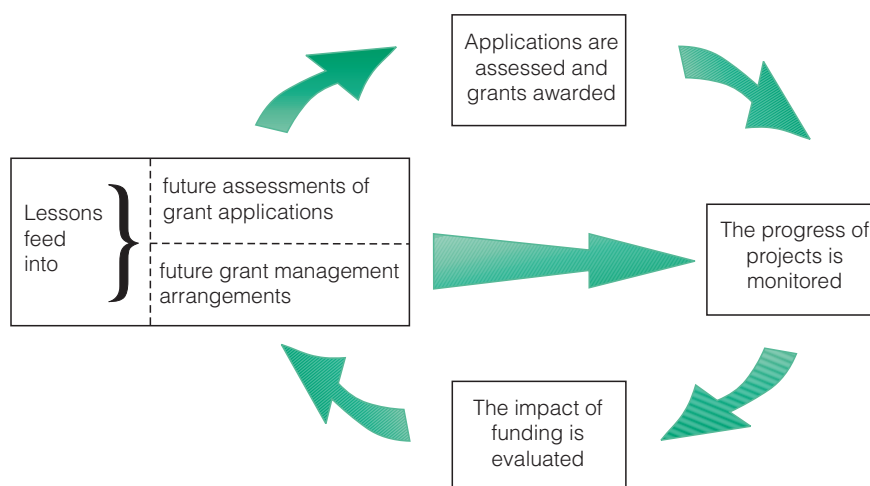 Applications are
assessed and
grants awarded
Lessons
feed
into
future assessments of
grant applications
future grant management
arrangements
The progress of
projects is
monitored
The impact of
funding is
evaluated